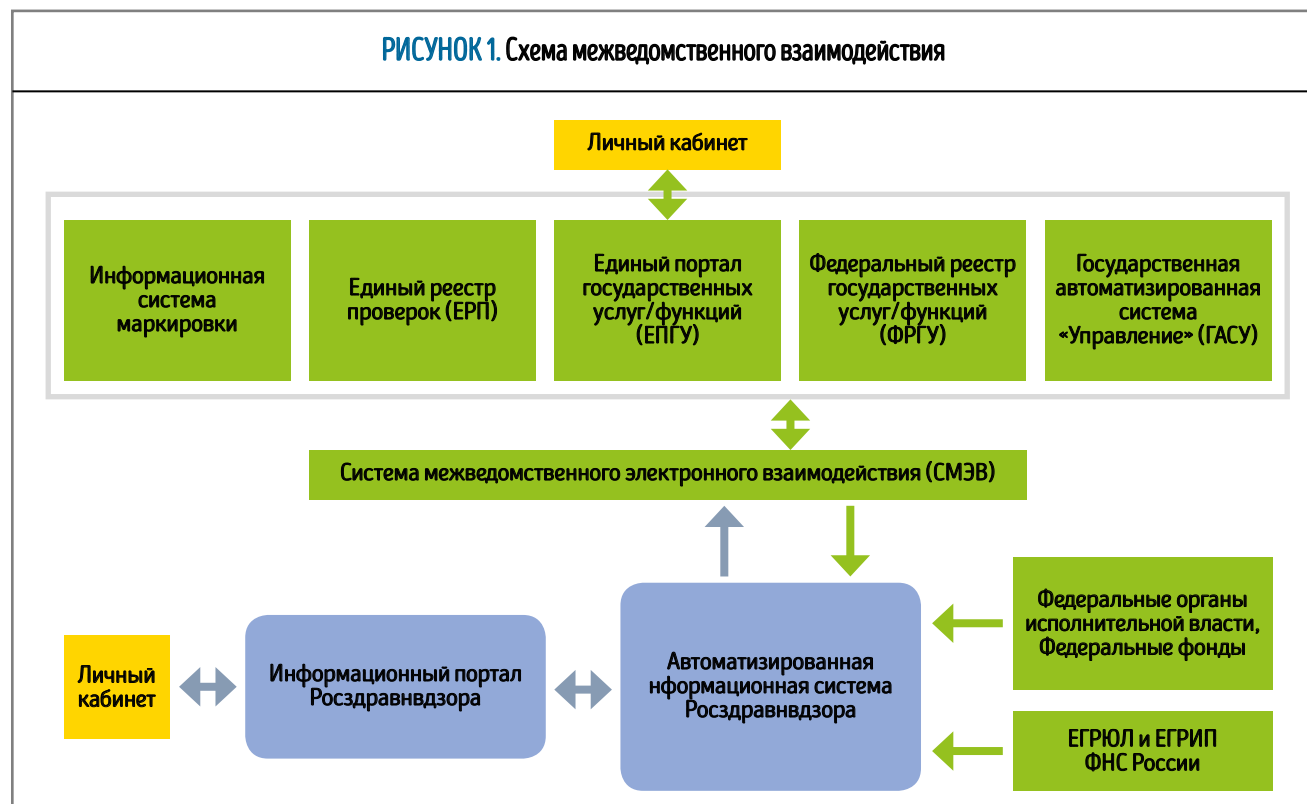 РИСУНОК 1. Схема межведомственного взаимодействия
Личный кабинет
Информационная
система
маркировки
Единый реестр
проверок (ЕРП)
Единый портал
государственных
услуг/функций
(ЕПГУ)
Федеральный реестр
государственных
услуг/функций
(ФРГУ)
Государственная
автоматизированная
система
«Управление» (ГАСУ)
Система межведомственного электронного взаимодействия (СМЭВ)
Личный
кабинет
Информационный портал
Росздравнвдзора
Автоматизированная
нформационная система
Росздравнвдзора
Федеральные органы
исполнительной власти,
Федеральные фонды
ЕГРЮЛ и ЕГРИП
ФНС России